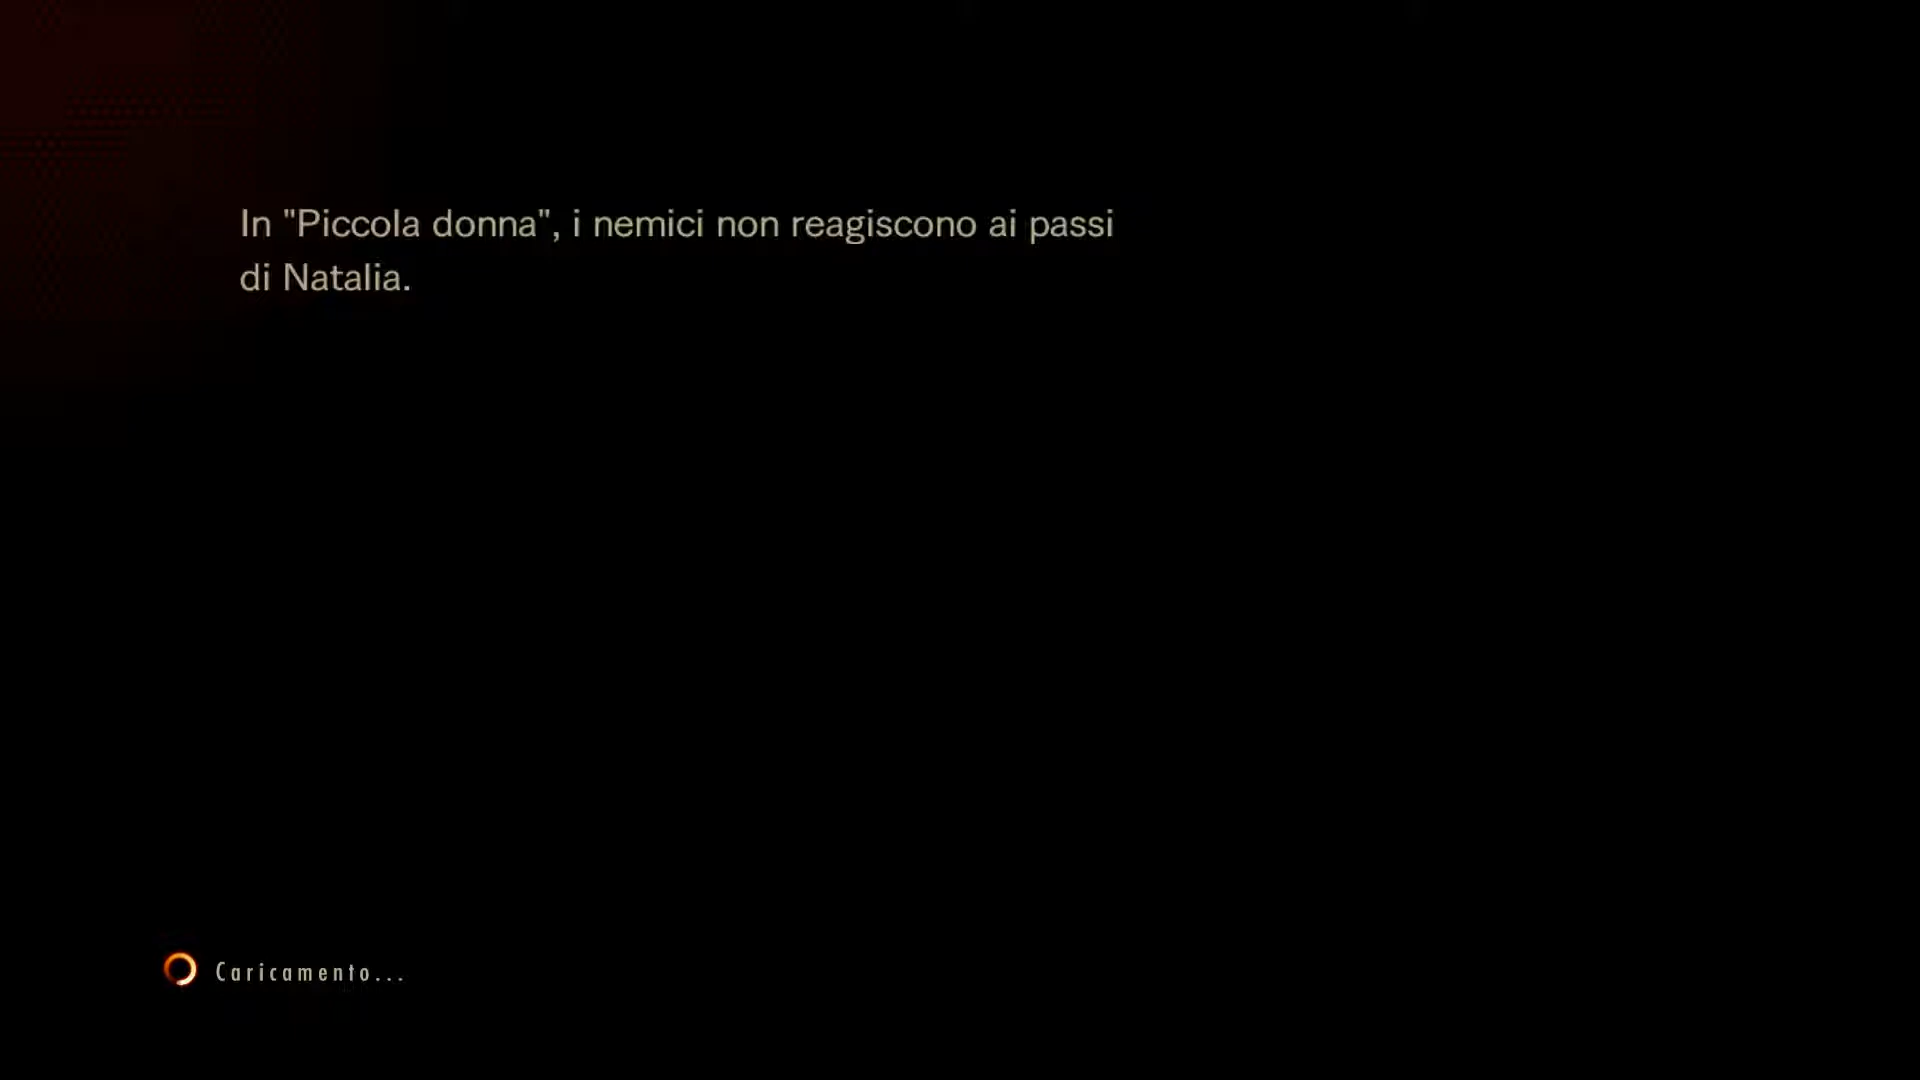 In "Piccola donna", i nemici non reagiscono ai passi
di Natalia.
Caricamento...